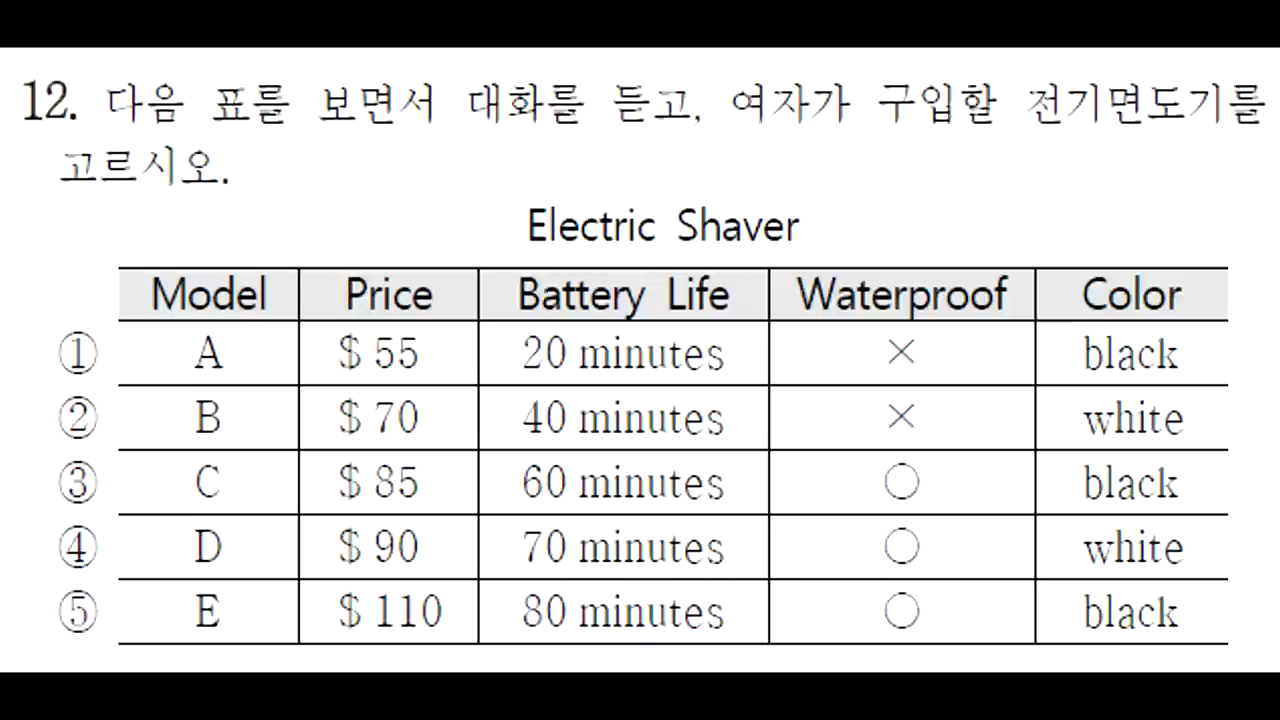 12. 다음 표를 보면서 대화를 듣고, 여자가 구입할 전기면도기를
고르시오.
Electric Shaver
Model Price Battery Life Waterproof Color
① A $ 55 20 minutes × black
② B $ 70 40 minutes × white
③ C $ 85 60 minutes ○ black
④ D $ 90 70 minutes ○ white
⑤ E $ 110 80 minutes ○ black